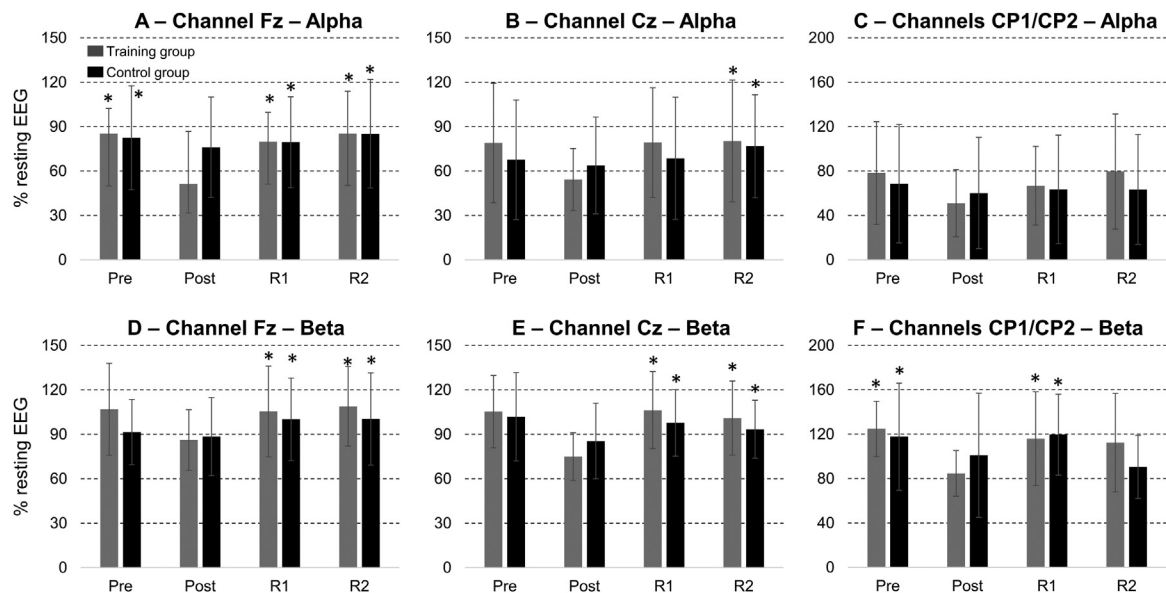 A – Channel Fz – Alpha
150
120
90
60
30
0
% resting EEG
Training group
Control group
* * * * * *
Pre Post R1 R2
B – Channel Cz – Alpha
150
120
90
60
30
0
* *
Pre Post R1 R2
C – Channels CP1/CP2 – Alpha
200
160
120
80
40
0
Pre Post R1 R2
D – Channel Fz – Beta
150
120
90
60
30
0
% resting EEG
* * * *
Pre Post R1 R2
E – Channel Cz – Beta
150
120
90
60
30
0
* * * *
Pre Post R1 R2
F – Channels CP1/CP2 – Beta
200
160
120
80
40
0
* * * *
Pre Post R1 R2